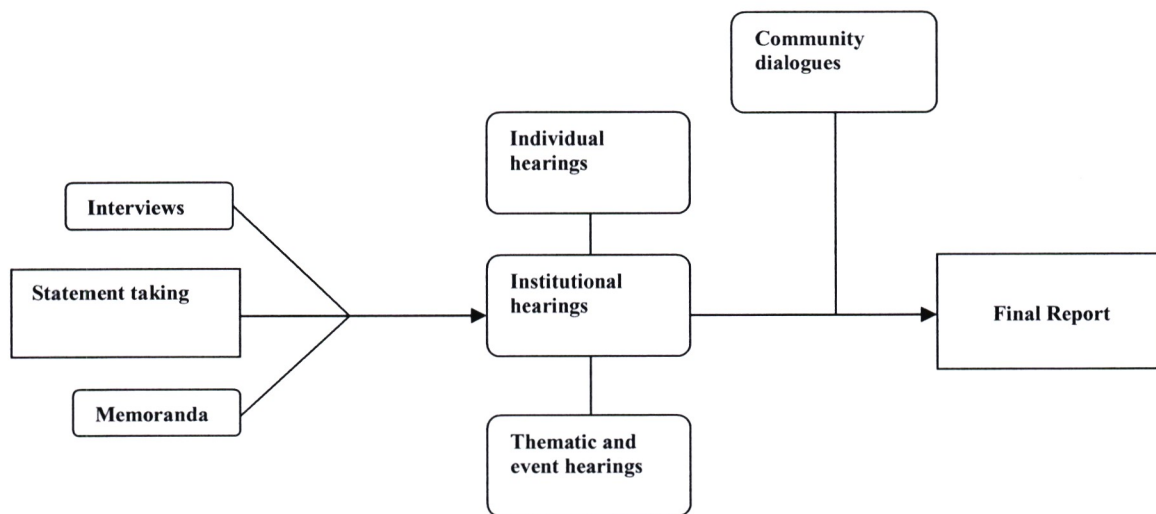 Interviews
Statement taking
Memoranda
Individual
hearings
Institutional
hearings
Thematic and
event hearings
Community
dialogues
Final Report